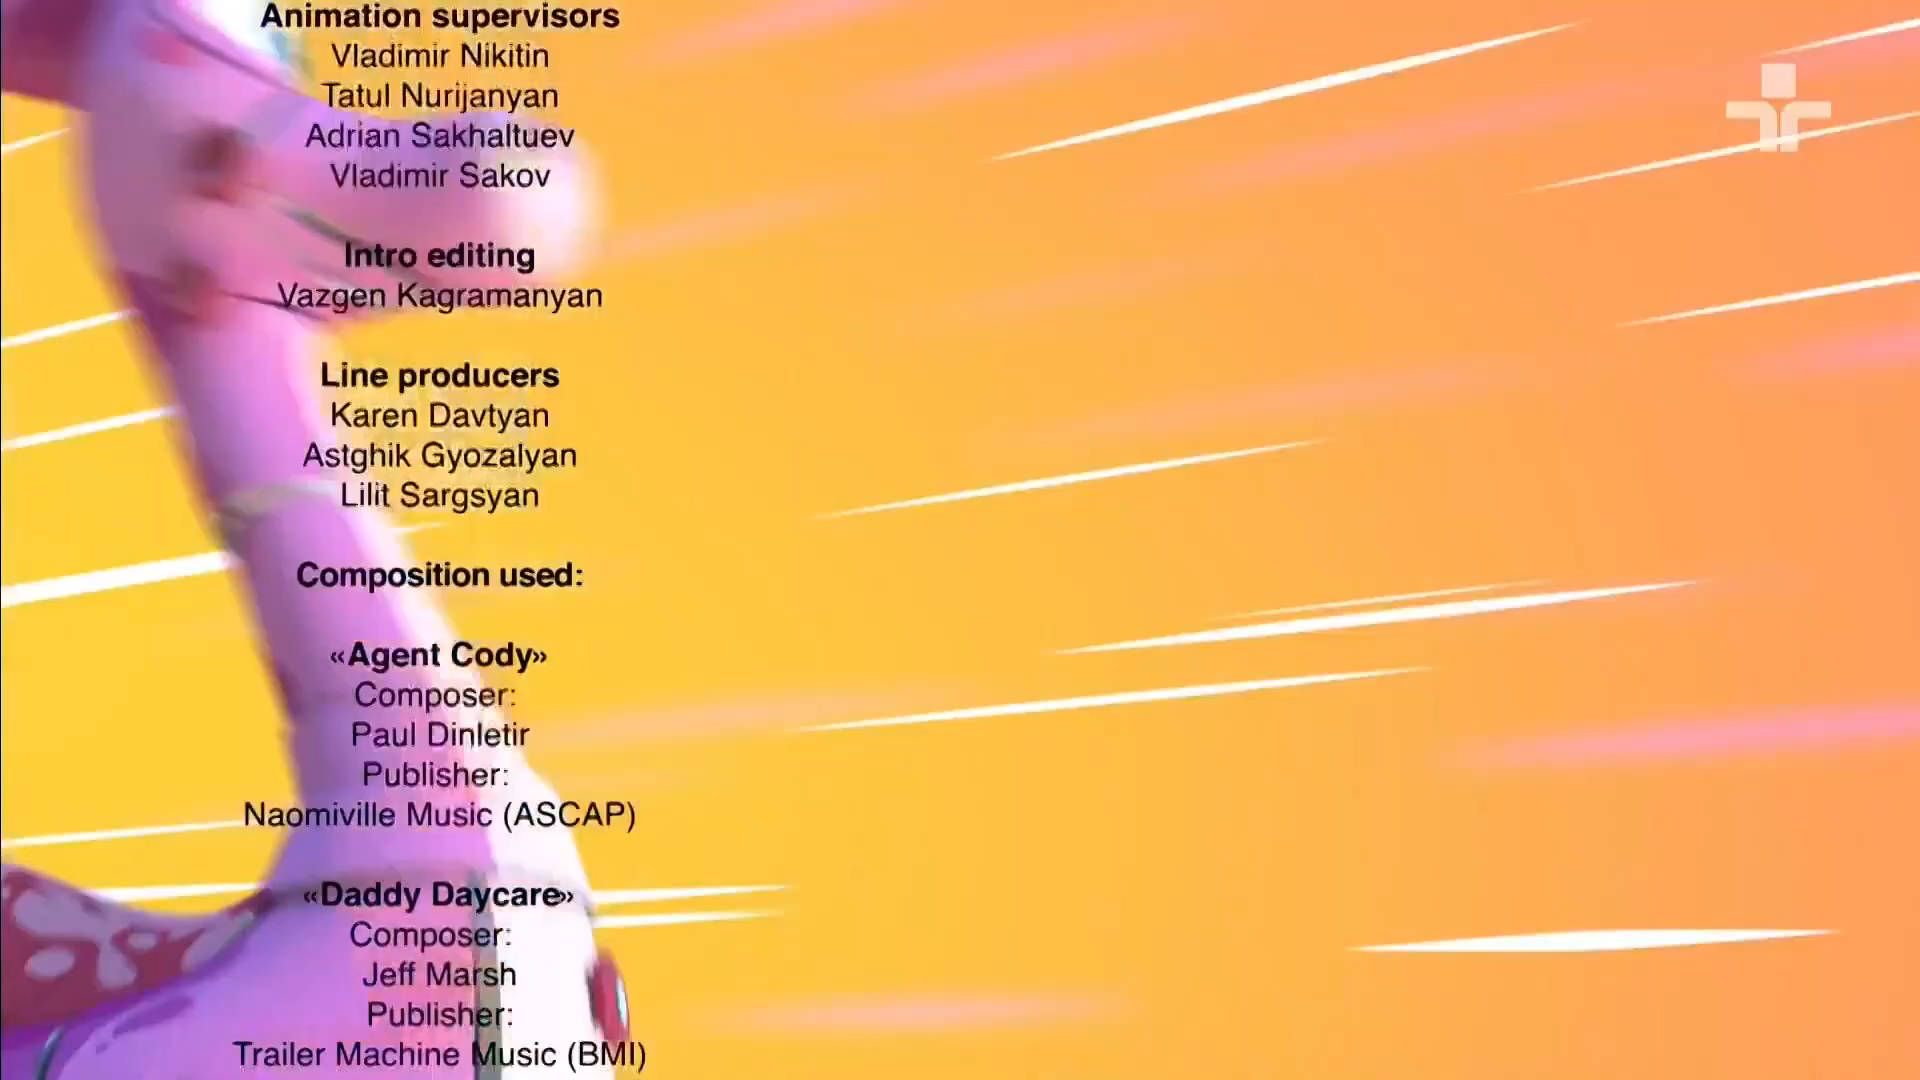 Animation supervisors
Vladimir Nikitin
Tatul Nurijanyan
Adrian Sakhaltuev
Vladimir Sakov
Intro editing
Vazgen Kagramanyan
Line producers
Karen Davtyan
Astghik Gyozalyan
Lilit Sargsyan
Composition used:
«Agent Cody»
Composer:
Paul Dinletir
Publisher:
Naomiville Music (ASCAP)
«Daddy Daycare»
Composer:
Jeff Marsh
Publisher:
Trailer Machine Music (BMI)